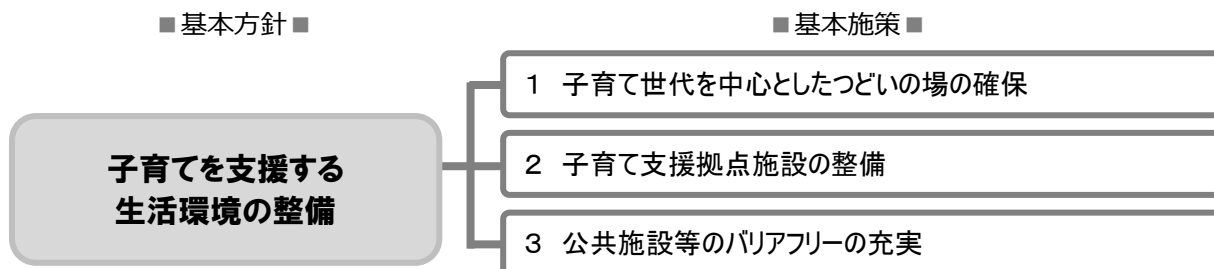 ■基本方針■
■基本施策■
1 子育て世代を中心としたつどいの場の確保
子育てを支援する
生活環境の整備
2 子育て支援拠点施設の整備
3 公共施設等のバリアフリーの充実